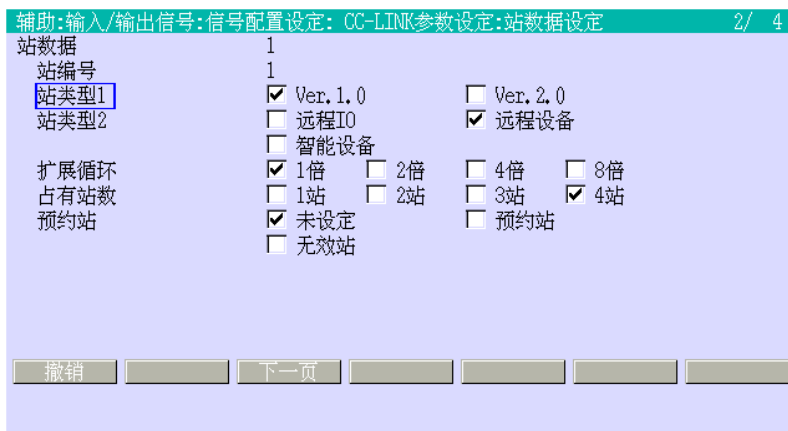 辅助:输入/输出信号:信号配置设定: CC-LINK参数设定:站数据设定 2/ 4
站数据 1
站编号 1
站类型1 Ver.1.0 Ver.2.0
站类型2 远程IO 远程设备
智能设备
扩展循环 1倍 2倍 4倍 8倍
占有站数 1站 2站 3站 4站
预约站 未设定 预约站
无效站
撤销 下一页